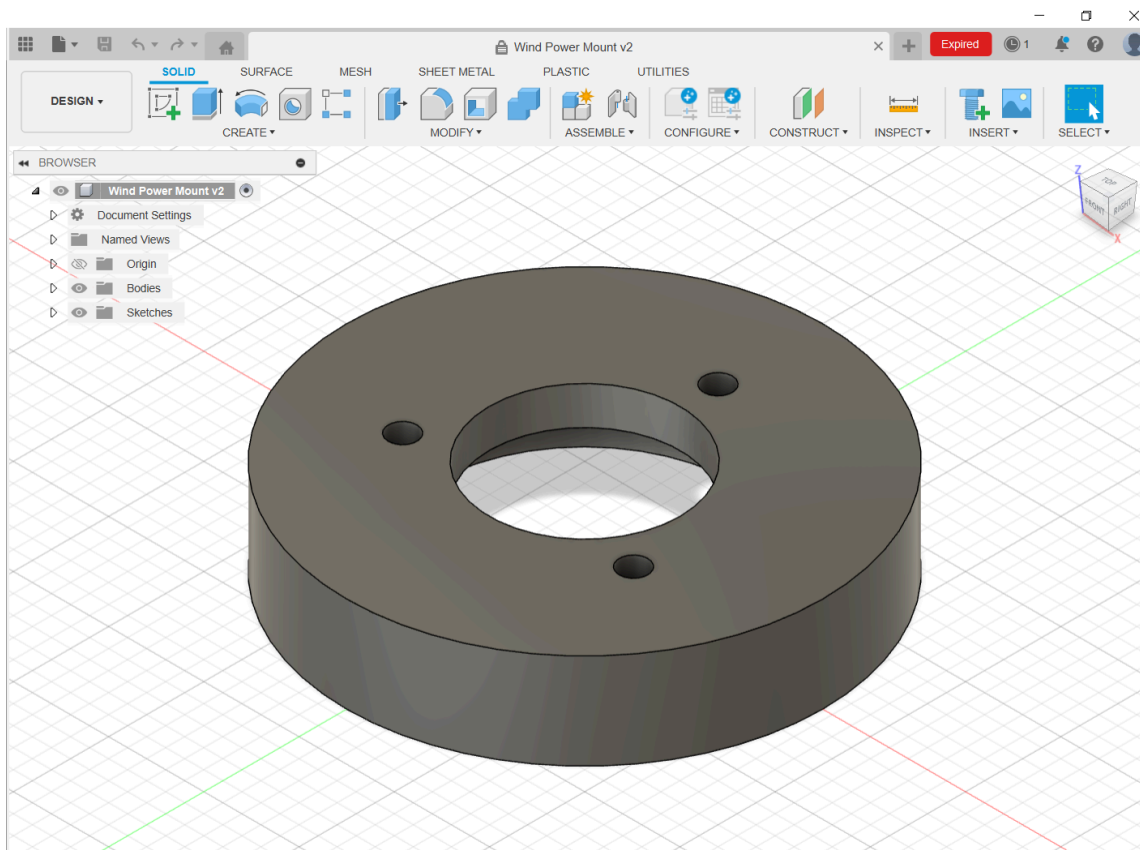 Wind Power Mount v2
Expired
1
SOLID SURFACE MESH SHEET METAL PLASTIC UTILITIES
DESIGN
CREATE MODIFY ASSEMBLE CONFIGURE CONSTRUCT INSPECT INSERT SELECT
BROWSER
Wind Power Mount v2
Document Settings
Named Views
Origin
Bodies
Sketches
Z
TOP
FRONT RIGHT
X